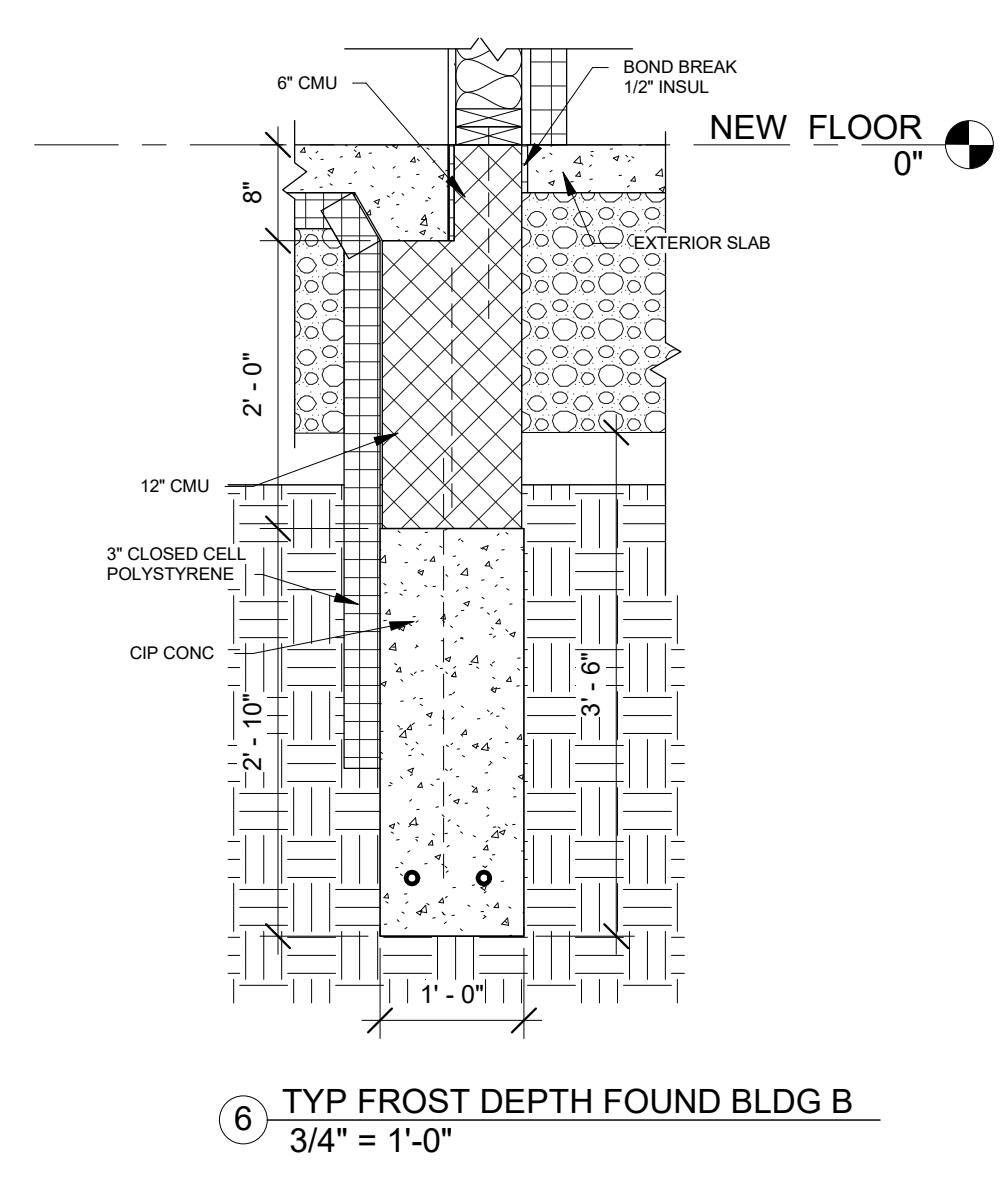 6" CMU
BOND BREAK
1/2" INSUL
NEW FLOOR
0"
8"
EXTERIOR SLAB
2' - 0"
12" CMU
3" CLOSED CELL
POLYSTYRENE
CIP CONC
3' - 6"
2' - 10"
1' - 0"
6
TYP FROST DEPTH FOUND BLDG B
3/4" = 1'-0"